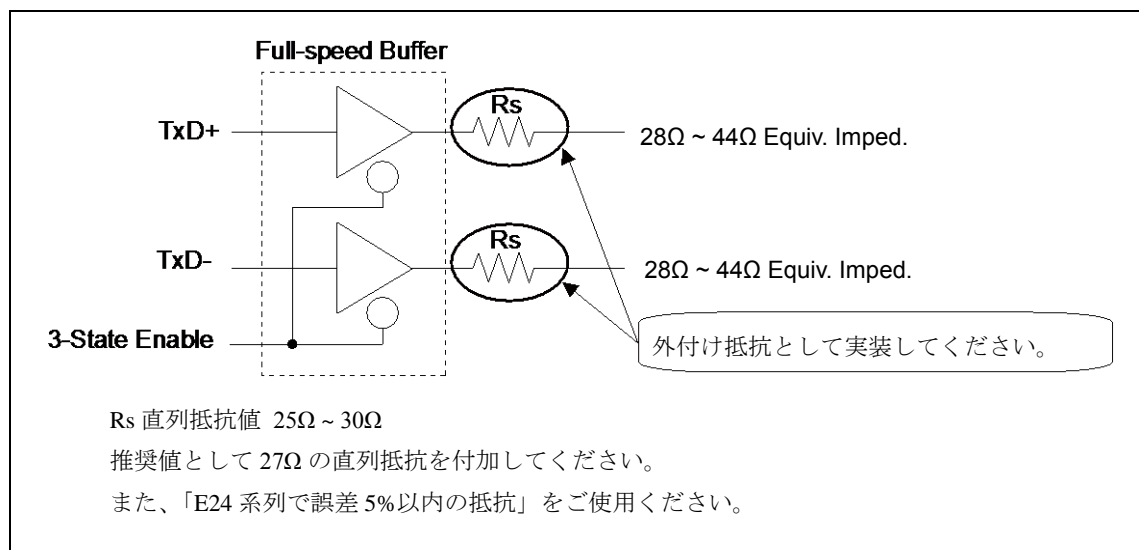 Full-speed Buffer
Rs
TxD+
28Ω ~ 44Ω Equiv. Imped.
Rs
TxD-
28Ω ~ 44Ω Equiv. Imped.
3-State Enable
外付け抵抗として実装してください。
Rs 直列抵抗値 25Ω ~ 30Ω
推奨値として 27Ω の直列抵抗を付加してください。
また、「E24 系列で誤差 5%以内の抵抗」をご使用ください。